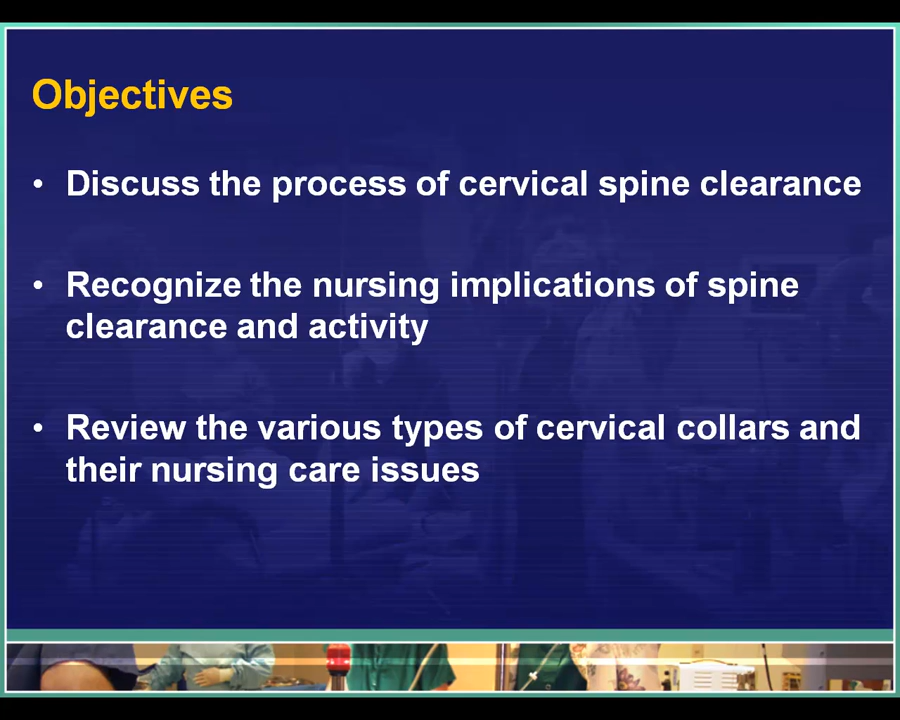 Objectives
• Discuss the process of cervical spine clearance
• Recognize the nursing implications of spine
clearance and activity
• Review the various types of cervical collars and
their nursing care issues